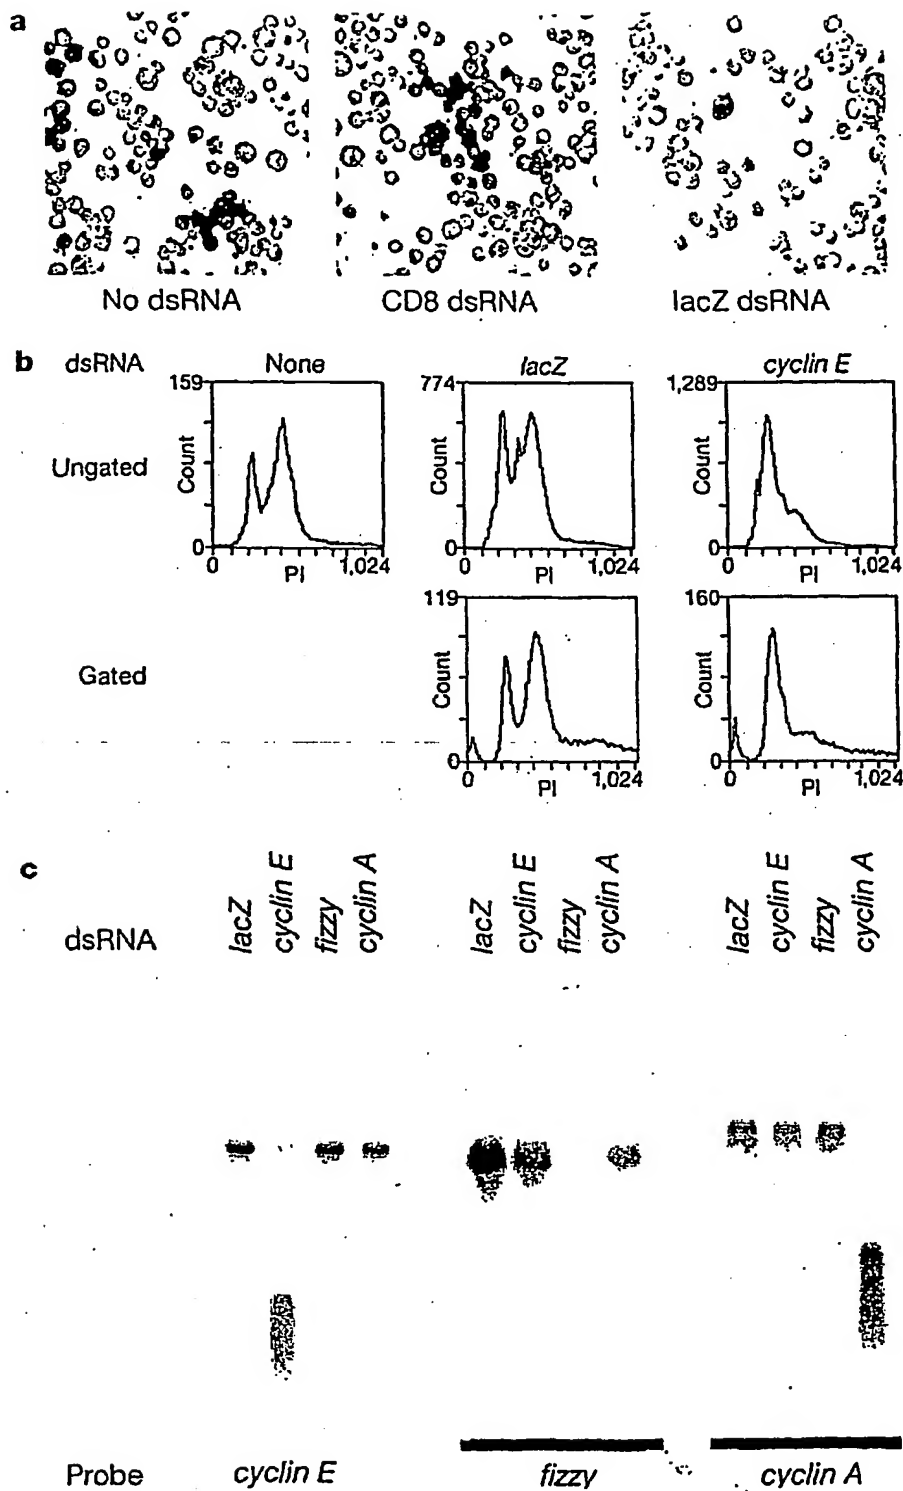 a
No dsRNA CD8 dsRNA lacZ dsRNA
b dsRNA None lacZ cyclin E
159 774 1,289
Ungated Count Count Count
0 0 0
0 1,024 0 1,024 0 1,024
PI PI PI
119 160
Gated Count Count
0 0
0 1,024 0 1,024
PI PI
c
dsRNA lacZ cyclin E fizzy cyclin A lacZ cyclin E fizzy cyclin A lacZ cyclin E fizzy cyclin A
Probe cyclin E fizzy cyclin A